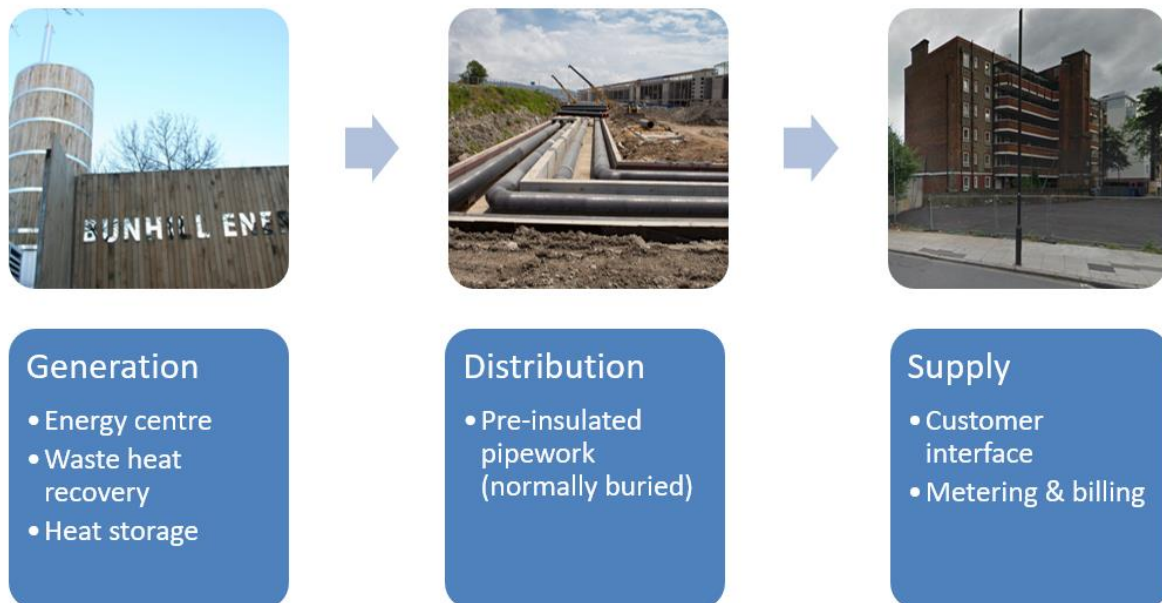 BUNHILL ENE
Generation
• Energy centre
• Waste heat
recovery
• Heat storage
Distribution
• Pre-insulated
pipework
(normally buried)
Supply
• Customer
interface
• Metering & billing